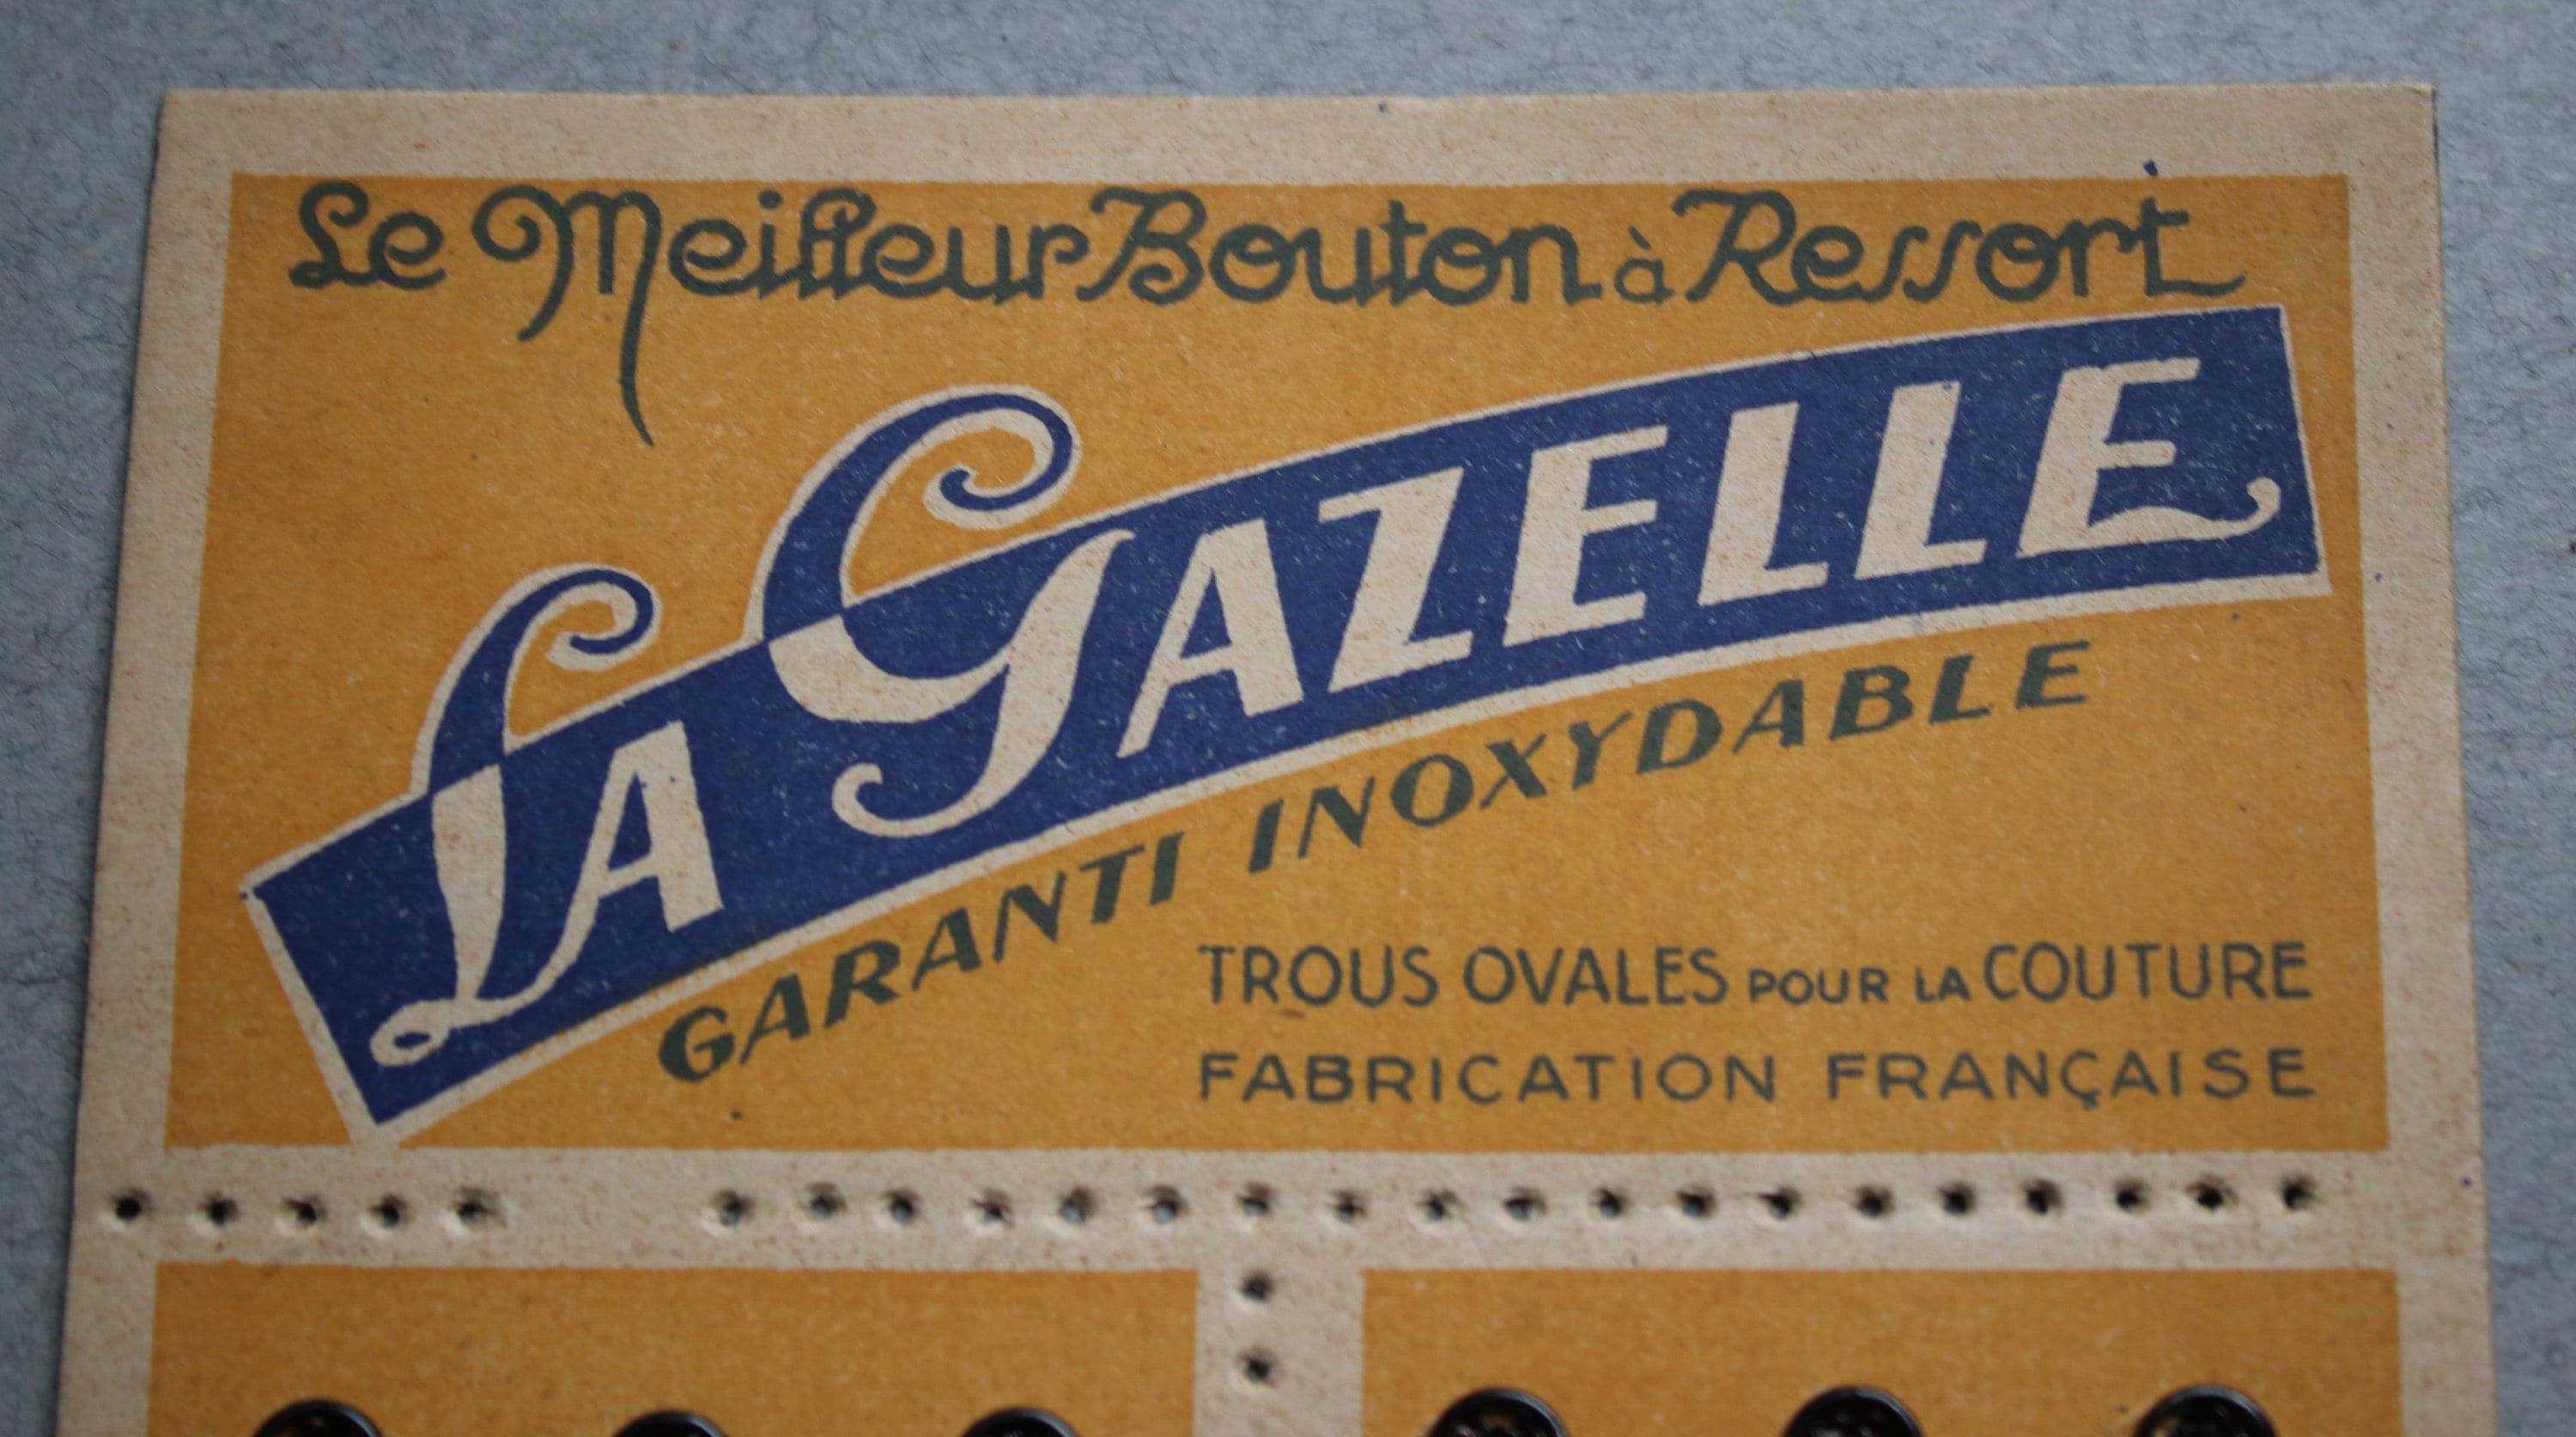 Le Meilleur Bouton à Ressort
LA GAZELLE
GARANTI INOXYDABLE
TROUS OVALES POUR LA COUTURE
FABRICATION FRANÇAISE